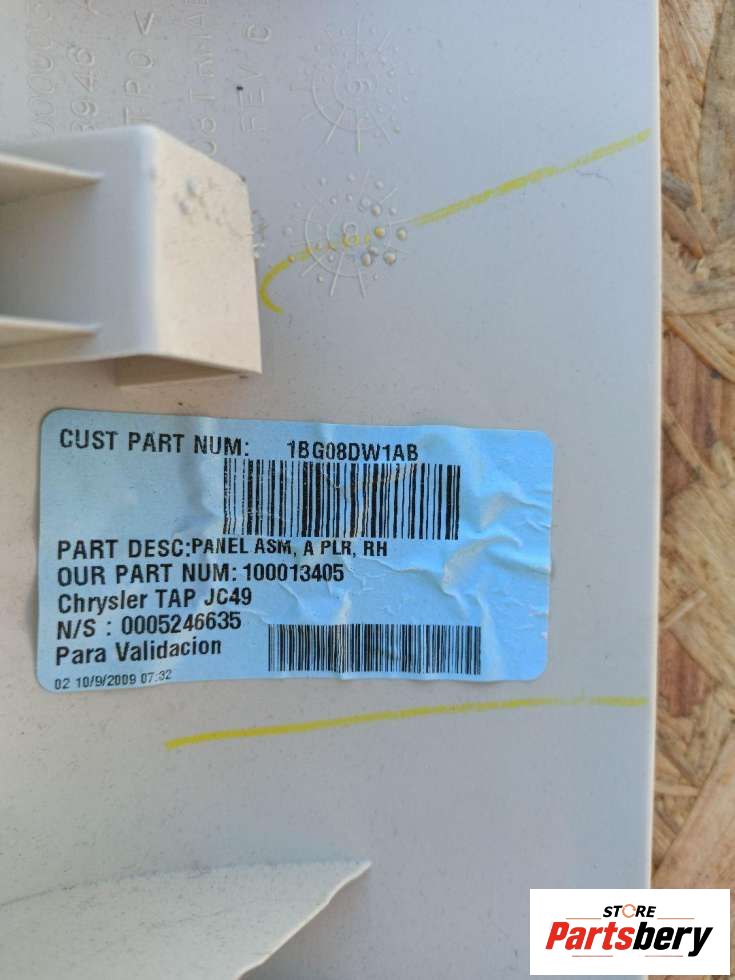 REV C
CUST PART NUM: 1BG08DW1AB
PART DESC:PANEL ASM, A PLR, RH
OUR PART NUM:100013405
Chrysler TAP JC49
N/S : 0005246635
Para Validacion
02 10/9/2009 07:32
STORE
Partsbery